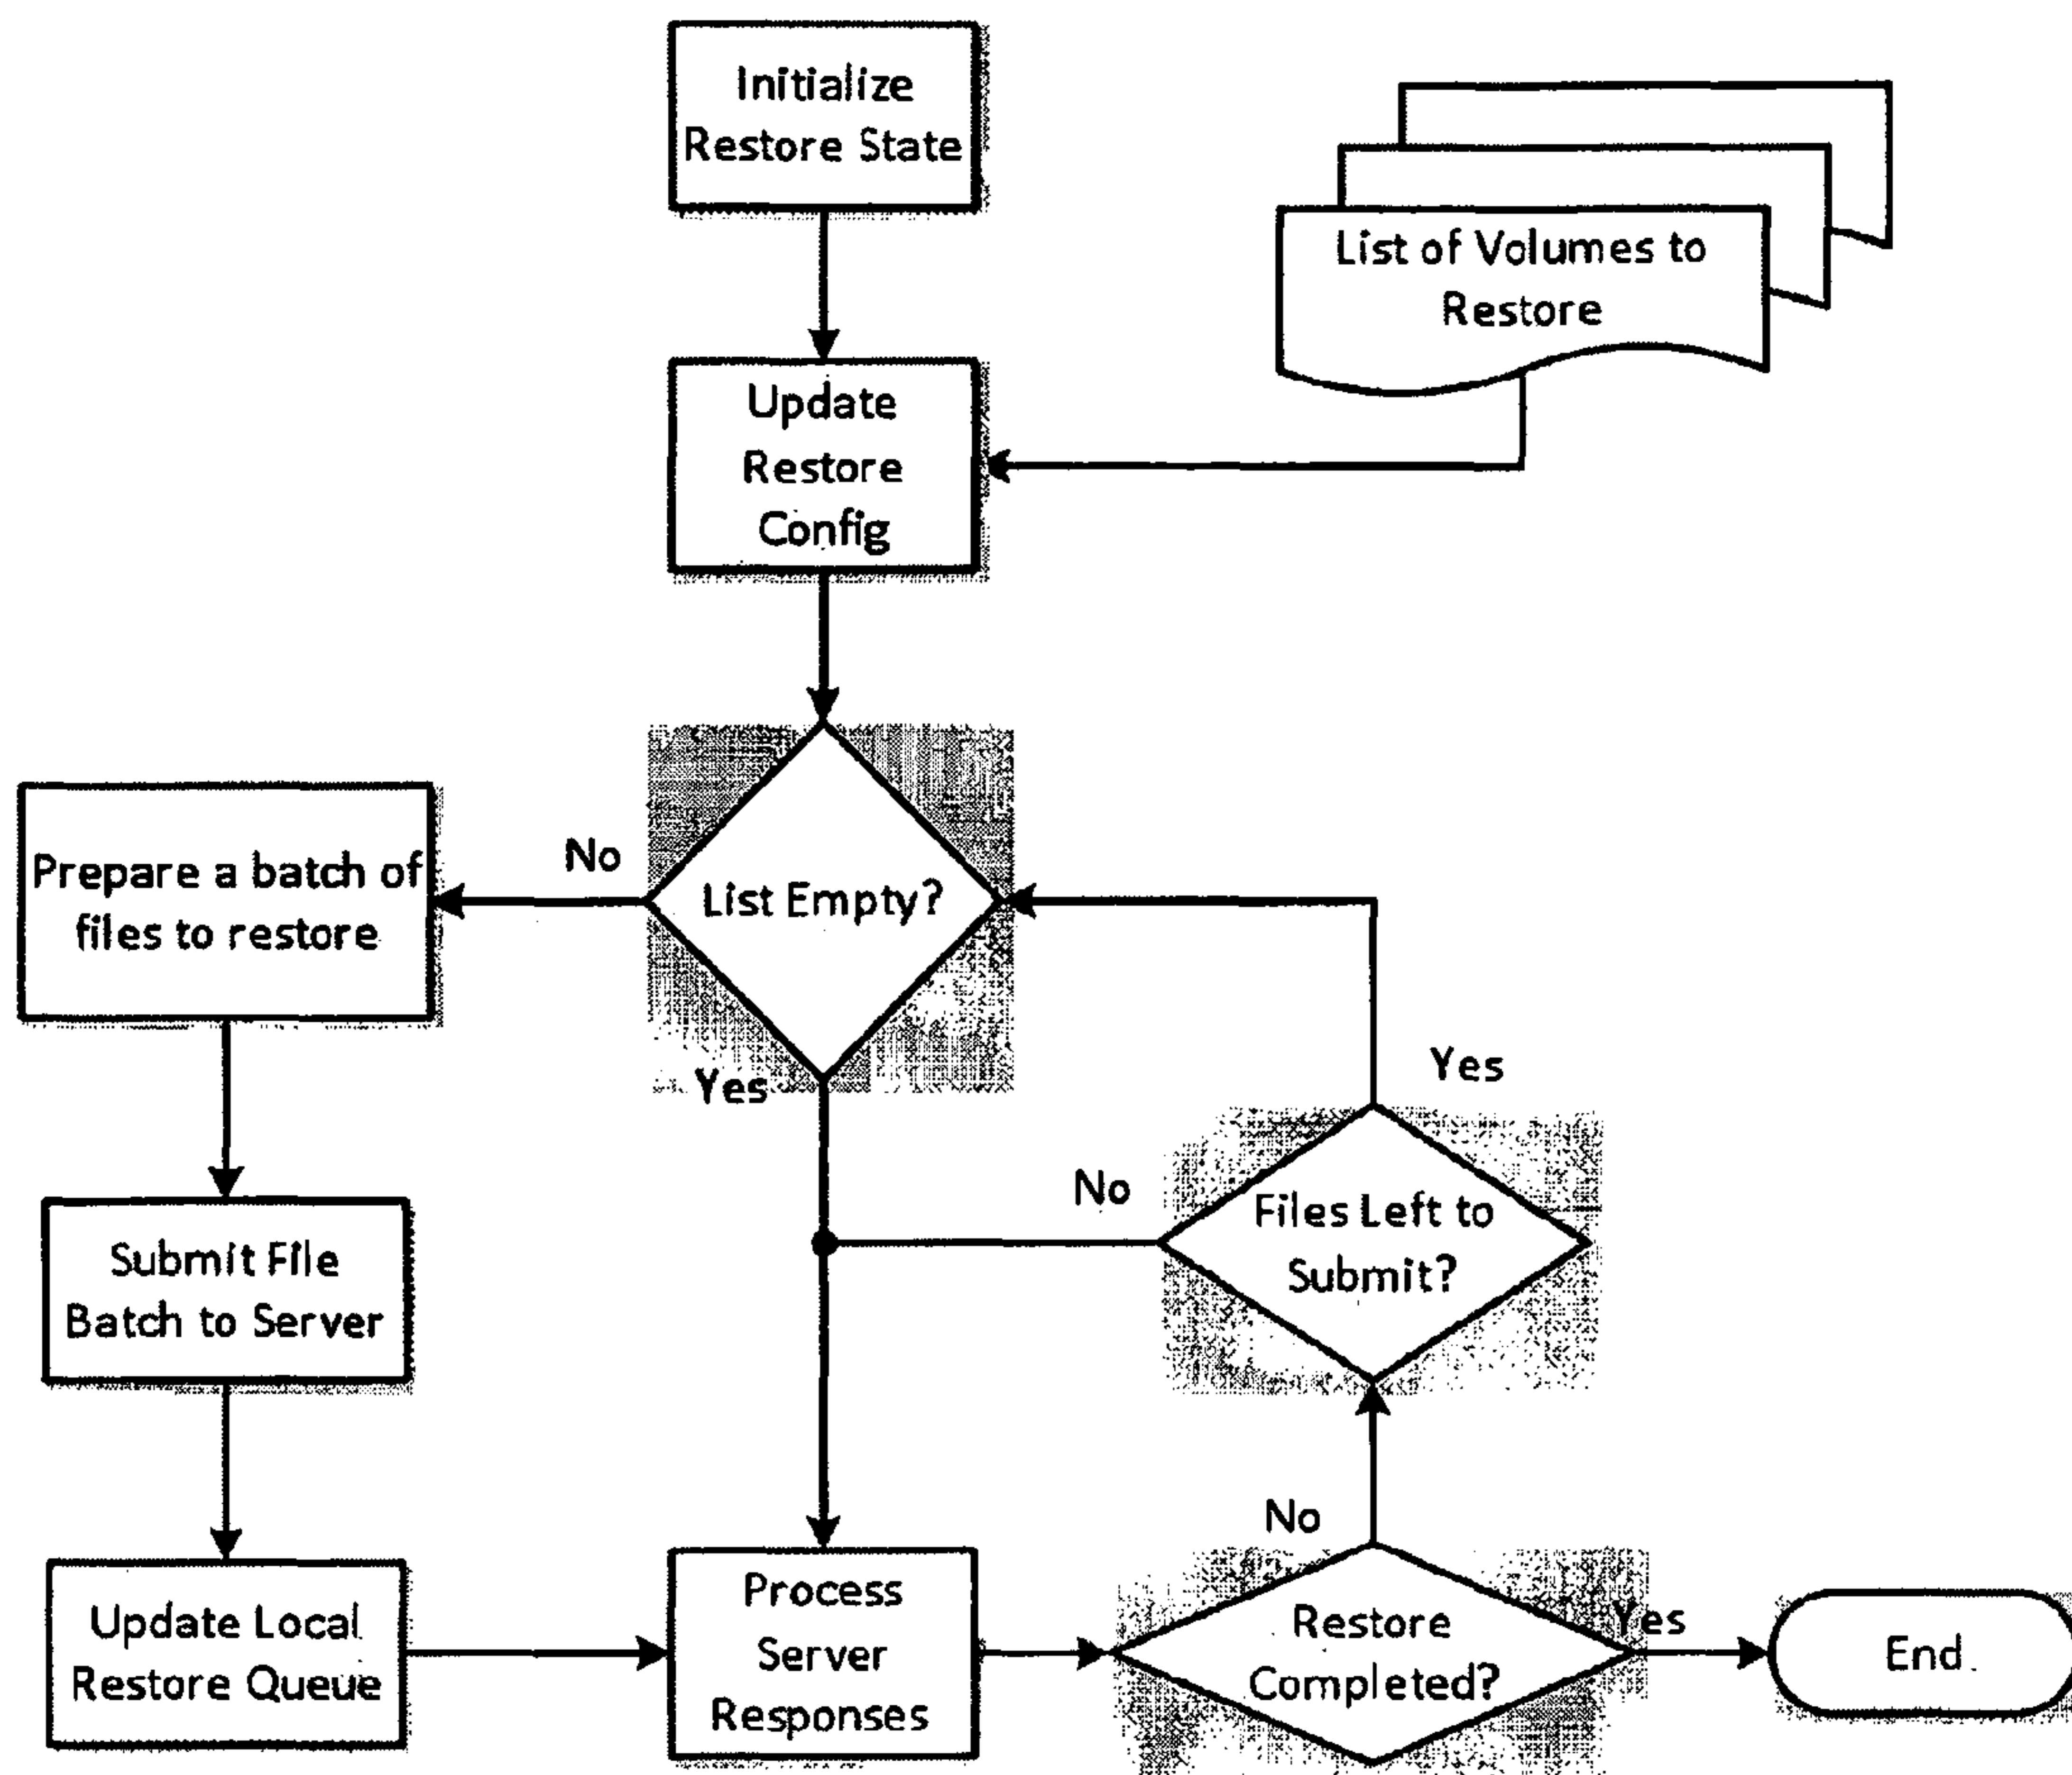 Initialize
Restore State
List of Volumes to
Restore
Update
Restore
Config
List Empty?
No
Yes
Prepare a batch of
files to restore
Submit File
Batch to Server
Update Local
Restore Queue
Process
Server
Responses
Files Left to
Submit?
Yes
No
Restore
Completed?
No
Yes
End